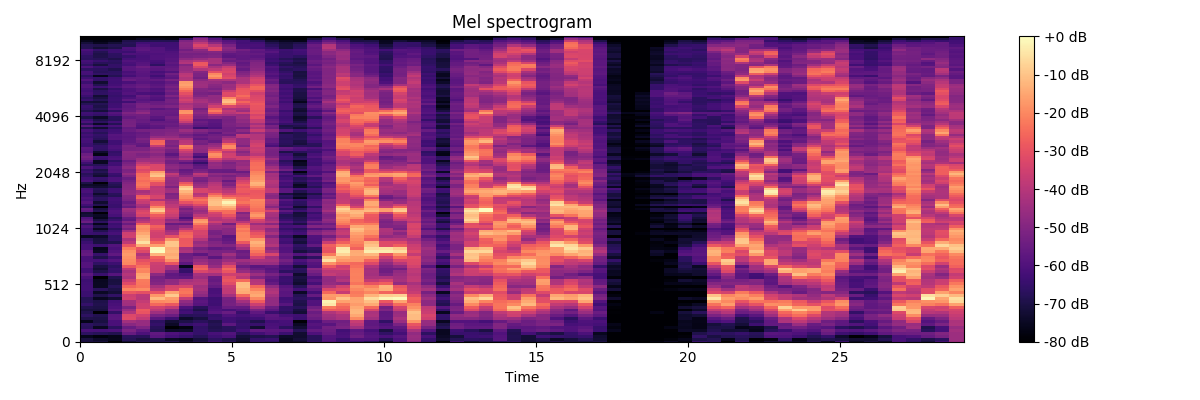 Mel spectrogram
8192
4096
2048
1024
512
0
Hz
0 5 10 15 20 25
Time
+0 dB
-10 dB
-20 dB
-30 dB
-40 dB
-50 dB
-60 dB
-70 dB
-80 dB